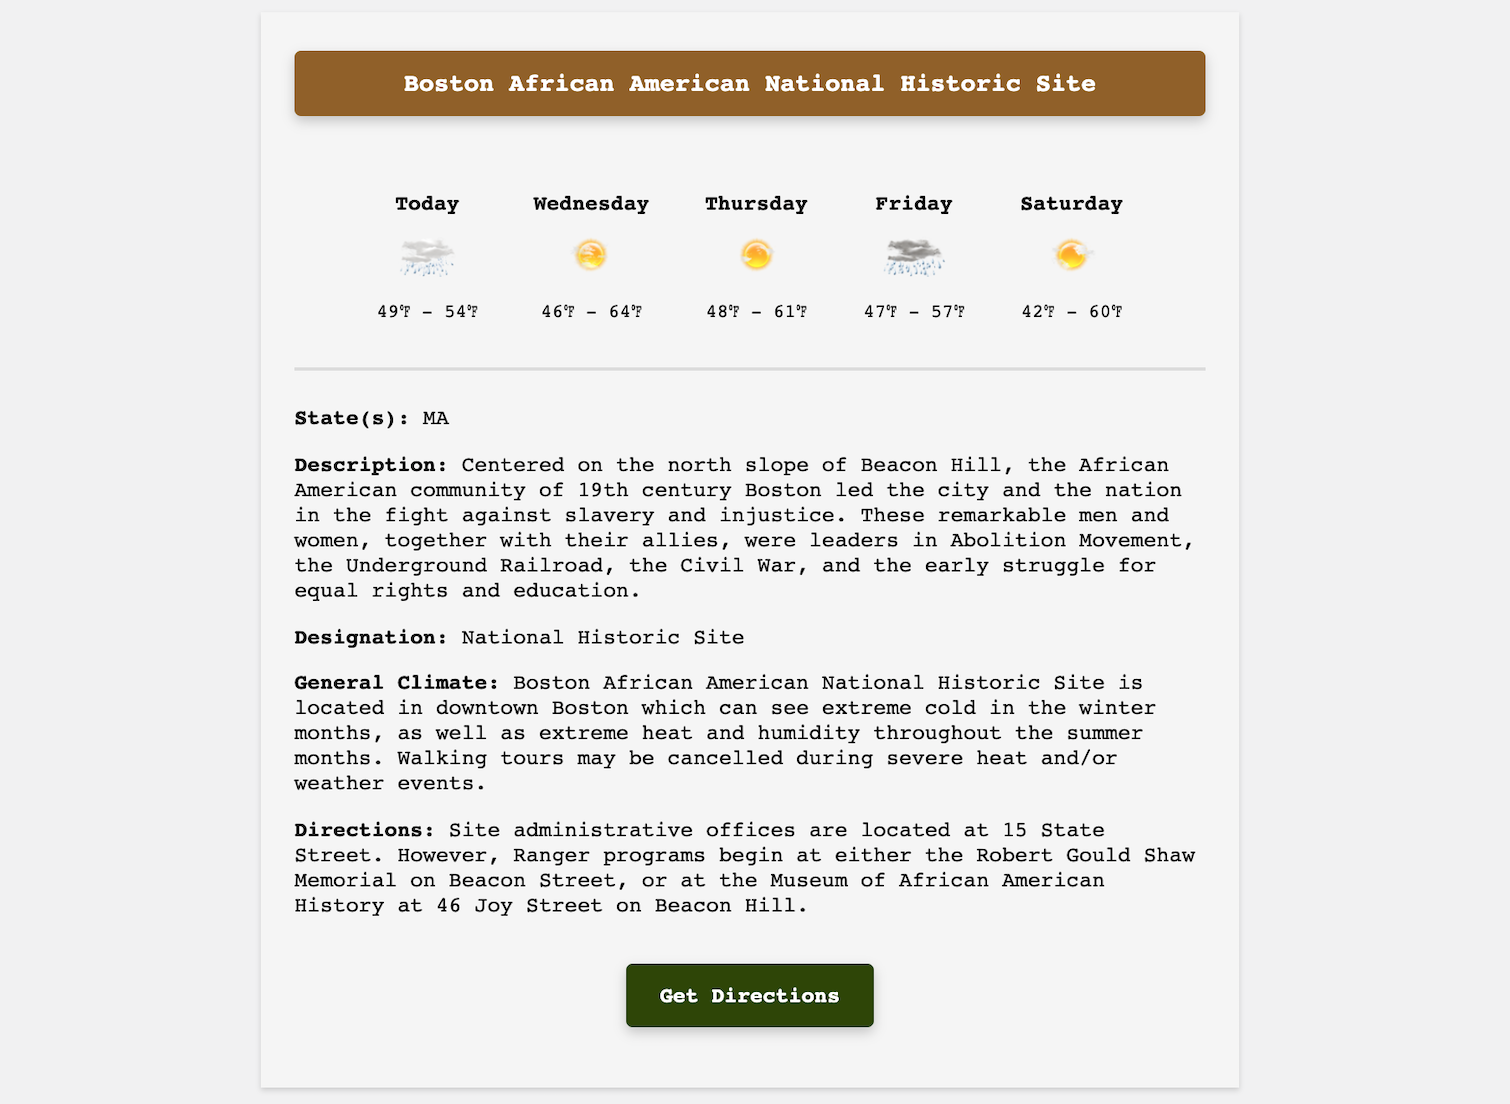 Boston African American National Historic Site
Today Wednesday Thursday Friday Saturday
49°F - 54°F 46°F - 64°F 48°F - 61°F 47°F - 57°F 42°F - 60°F
State(s): MA
Description: Centered on the north slope of Beacon Hill, the African
American community of 19th century Boston led the city and the nation
in the fight against slavery and injustice. These remarkable men and
women, together with their allies, were leaders in Abolition Movement,
the Underground Railroad, the Civil War, and the early struggle for
equal rights and education.
Designation: National Historic Site
General Climate: Boston African American National Historic Site is
located in downtown Boston which can see extreme cold in the winter
months, as well as extreme heat and humidity throughout the summer
months. Walking tours may be cancelled during severe heat and/or
weather events.
Directions: Site administrative offices are located at 15 State
Street. However, Ranger programs begin at either the Robert Gould Shaw
Memorial on Beacon Street, or at the Museum of African American
History at 46 Joy Street on Beacon Hill.
Get Directions